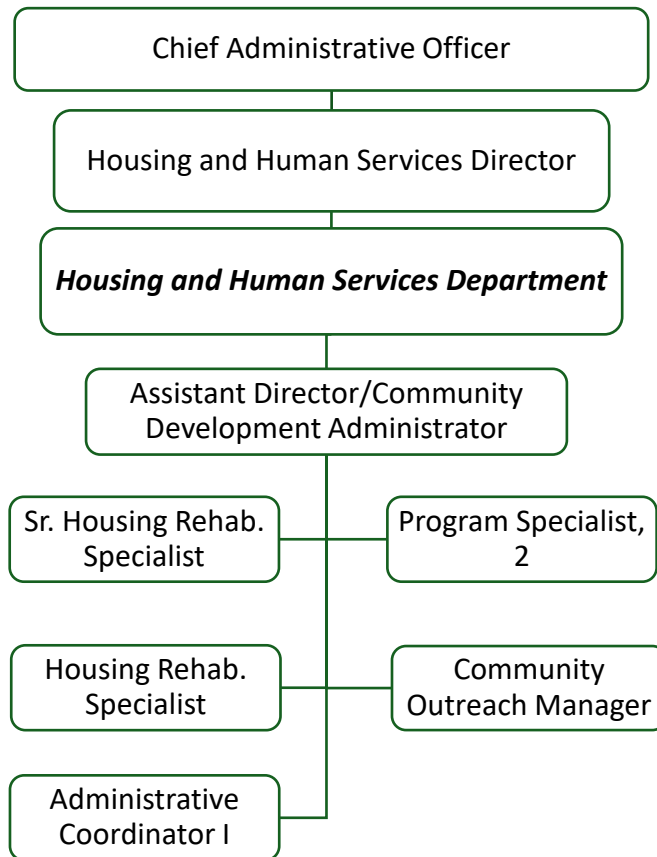 Chief Administrative Officer
Housing and Human Services Director
Housing and Human Services Department
Assistant Director/Community
Development Administrator
Sr. Housing Rehab.
Specialist
Program Specialist,
2
Housing Rehab.
Specialist
Community
Outreach Manager
Administrative
Coordinator I